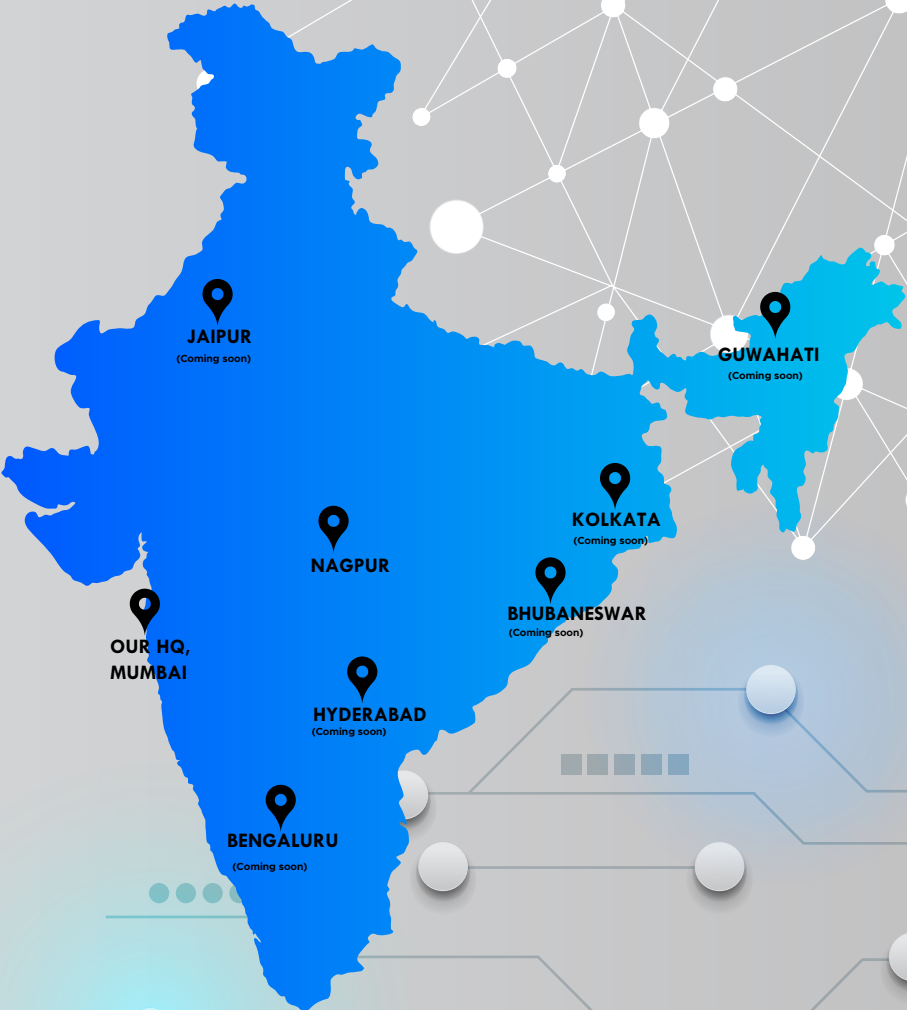 JAIPUR
(Coming soon)
GUWAHATI
(Coming soon)
KOLKATA
(Coming soon)
NAGPUR
BHUBANESWAR
(Coming soon)
OUR HQ,
MUMBAI
HYDERABAD
(Coming soon)
BENGALURU
(Coming soon)